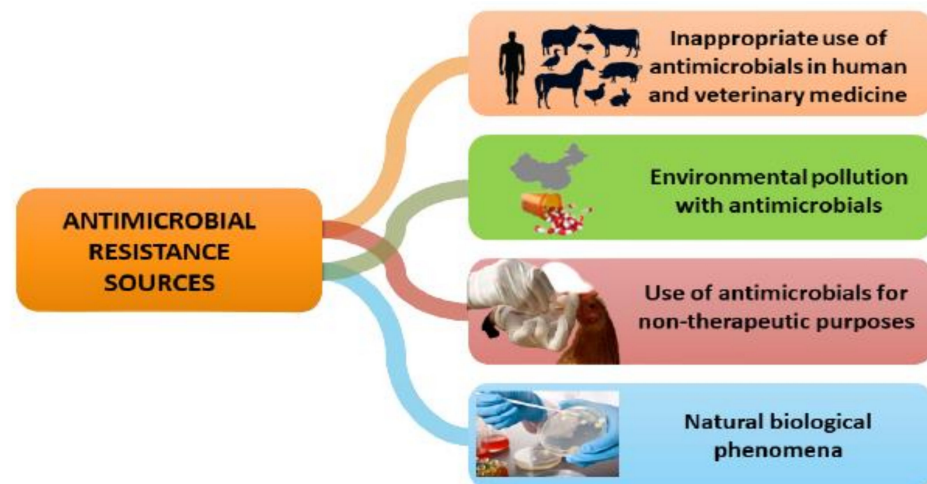 ANTIMICROBIAL
RESISTANCE
SOURCES
Inappropriate use of
antimicrobials in human
and veterinary medicine
Environmental pollution
with antimicrobials
Use of antimicrobials for
non-therapeutic purposes
Natural biological
phenomena